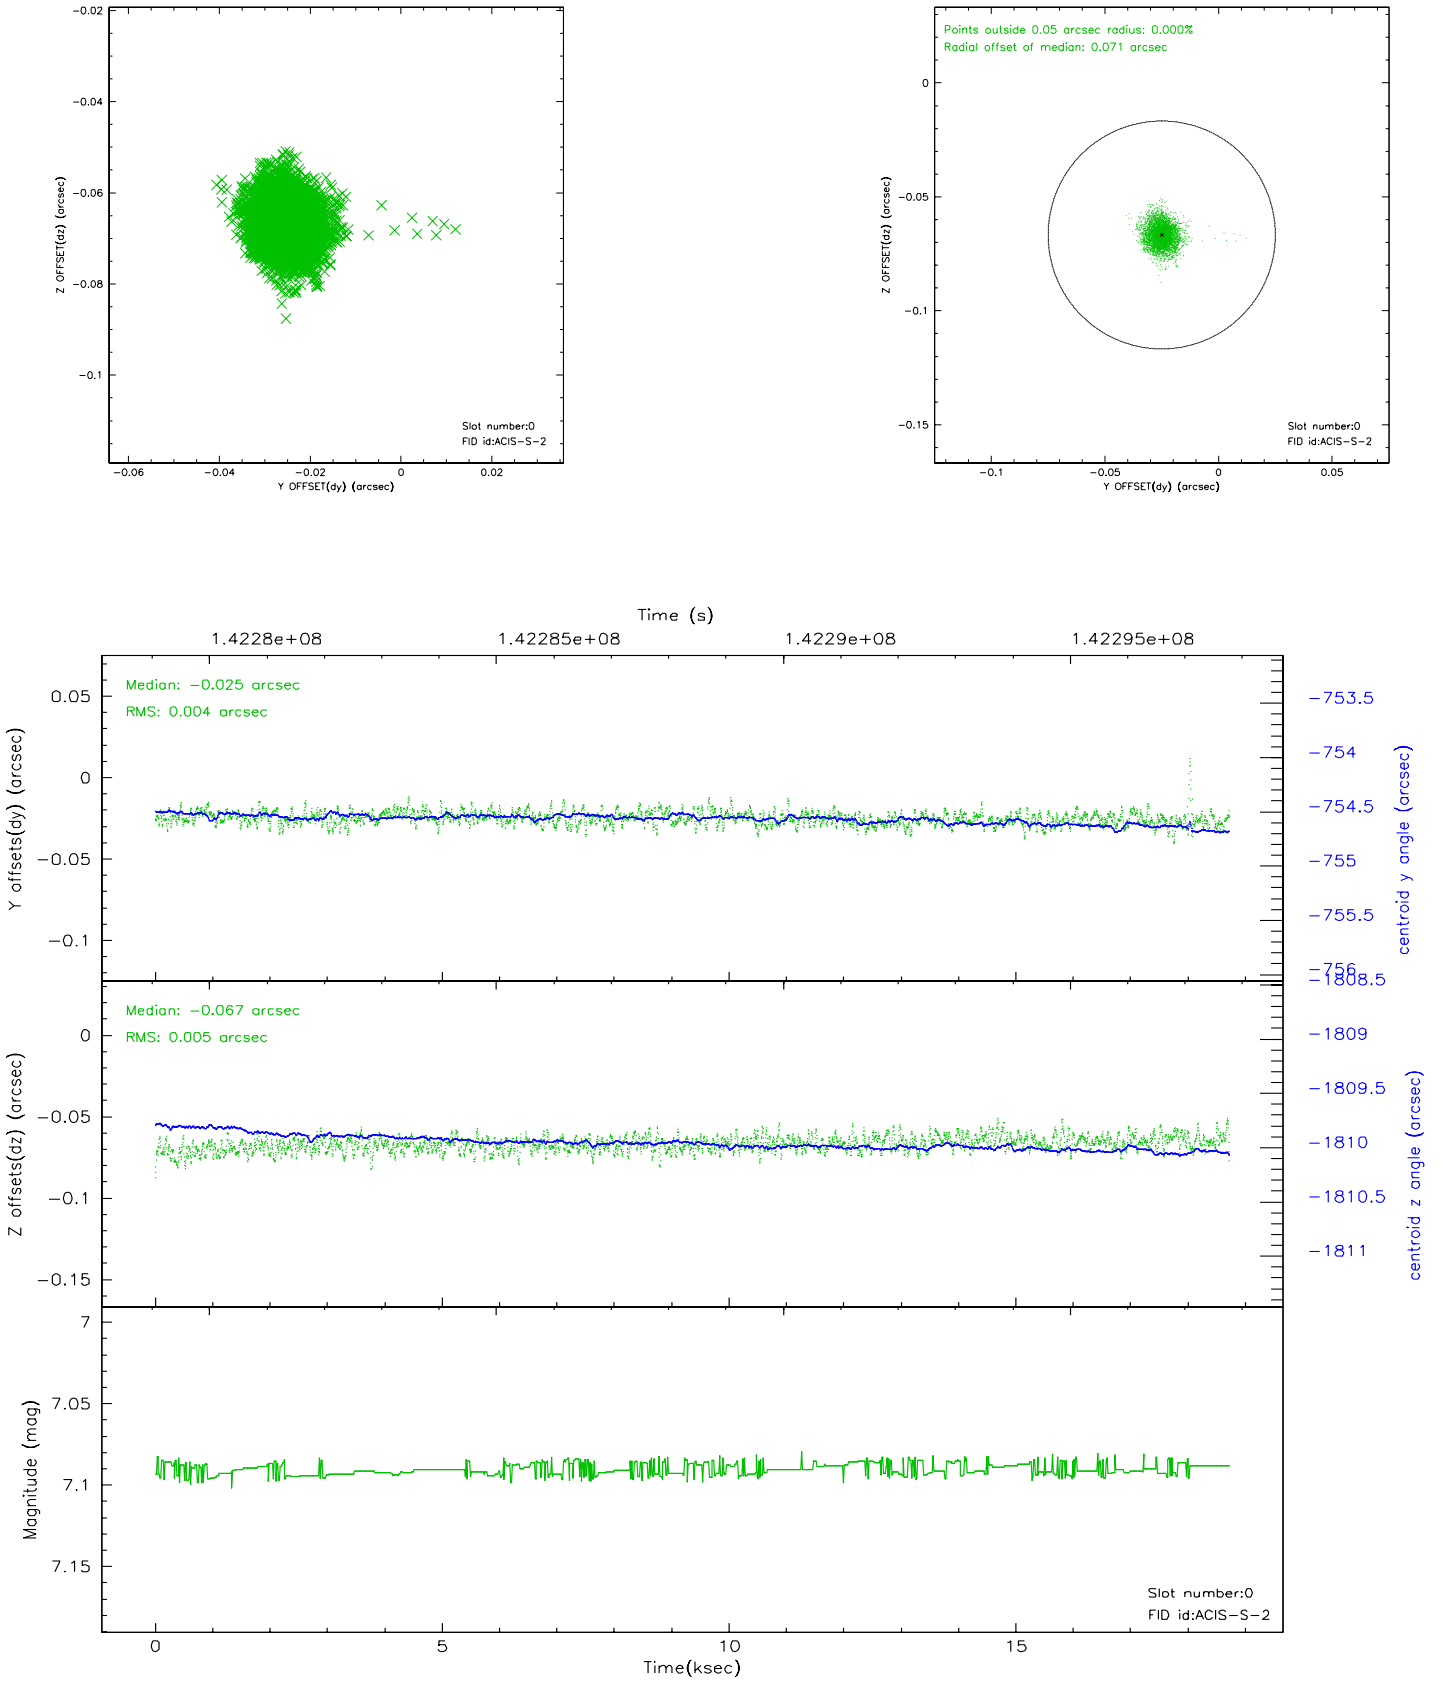 -0.02
-0.04
-0.06
-0.08
-0.1
Z OFFSET(dz) (arcsec)
Slot number:0
FID id:ACIS-S-2
-0.06 -0.04 -0.02 0 0.02
Y OFFSET(dy) (arcsec)
Points outside 0.05 arcsec radius: 0.000%
Radial offset of median: 0.071 arcsec
0
-0.05
-0.1
-0.15
Z OFFSET(dz) (arcsec)
Slot number:0
FID id:ACIS-S-2
-0.1 -0.05 0 0.05
Y OFFSET(dy) (arcsec)
Time (s)
1.4228e+08 1.42285e+08 1.4229e+08 1.42295e+08
Median: -0.025 arcsec
RMS: 0.004 arcsec
0.05
0
-0.05
-0.1
Y offsets(dy) (arcsec)
-753.5
-754
-754.5
-755
-755.5
-756
centroid y angle (arcsec)
Median: -0.067 arcsec
RMS: 0.005 arcsec
0
-0.05
-0.1
-0.15
Z offsets(dz) (arcsec)
-1808.5
-1809
-1809.5
-1810
-1810.5
-1811
centroid z angle (arcsec)
7
7.05
7.1
7.15
Magnitude (mag)
Slot number:0
FID id:ACIS-S-2
0 5 10 15
Time(ksec)